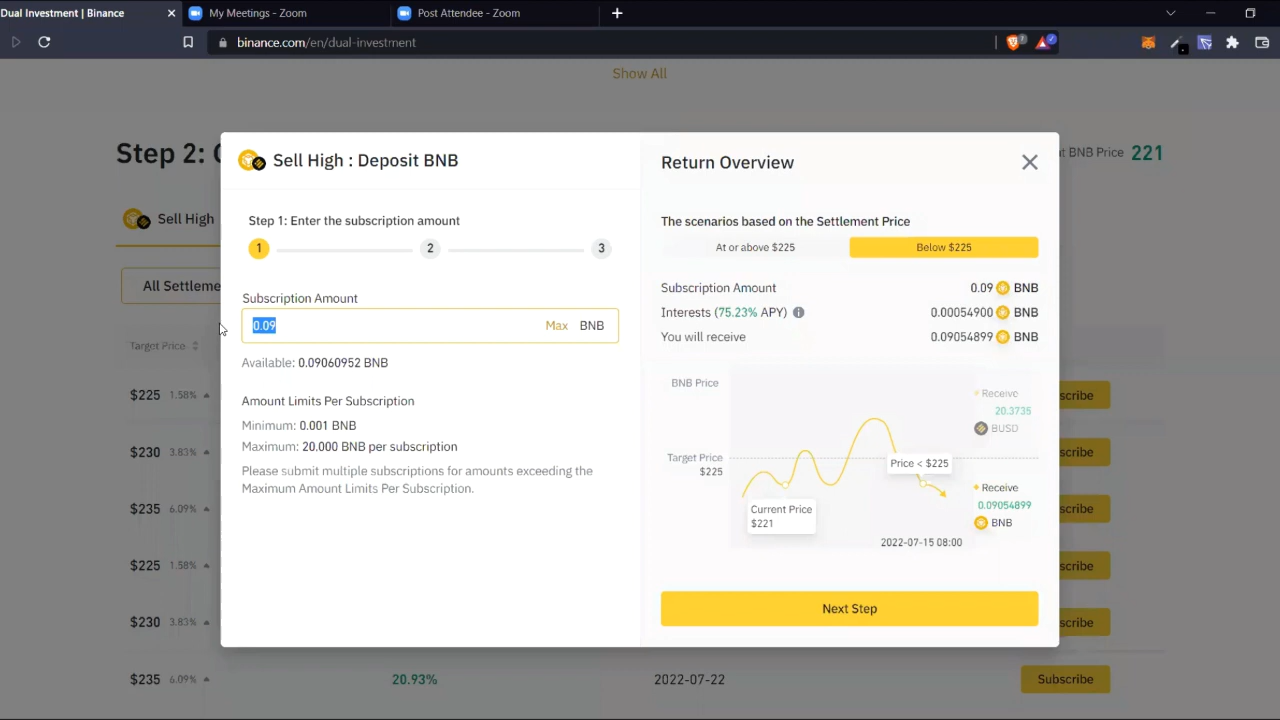 Dual Investment | Binance
My Meetings - Zoom
Post Attendee - Zoom
binance.com/en/dual-investment
Show All
Step 2:
BNB Price 221
Sell High
All Settleme
Target Price
$225 1.58%
$230 3.83%
$235 6.09%
$225 1.58%
$230 3.83%
$235 6.09% 20.93% 2022-07-22 Subscribe
scribe
scribe
scribe
scribe
scribe
Sell High : Deposit BNB
Step 1: Enter the subscription amount
1 2 3
Subscription Amount
0.09 Max BNB
Available: 0.09060952 BNB
Amount Limits Per Subscription
Minimum: 0.001 BNB
Maximum: 20.000 BNB per subscription
Please submit multiple subscriptions for amounts exceeding the
Maximum Amount Limits Per Subscription.
Return Overview
The scenarios based on the Settlement Price
At or above $225 Below $225
Subscription Amount 0.09 BNB
Interests (75.23% APY) 0.00054900 BNB
You will receive 0.09054899 BNB
BNB Price
Receive
20.3735
BUSD
Target Price
$225
Price < $225
Receive
0.09054899
BNB
Current Price
$221
2022-07-15 08:00
Next Step